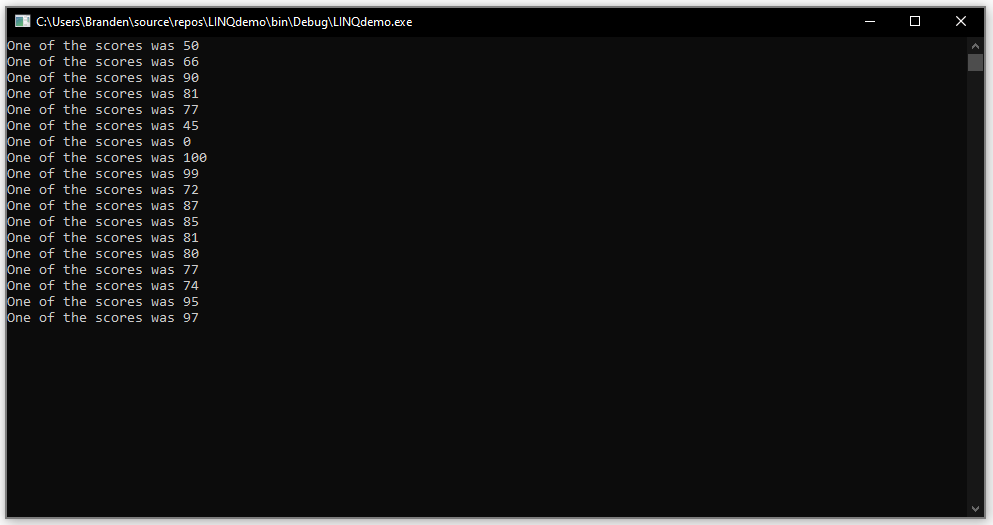 C:\Users\Branden\source\repos\LINQdemo\bin\Debug\LINQdemo.exe
One of the scores was 50
One of the scores was 66
One of the scores was 90
One of the scores was 81
One of the scores was 77
One of the scores was 45
One of the scores was 0
One of the scores was 100
One of the scores was 99
One of the scores was 72
One of the scores was 87
One of the scores was 85
One of the scores was 81
One of the scores was 80
One of the scores was 77
One of the scores was 74
One of the scores was 95
One of the scores was 97